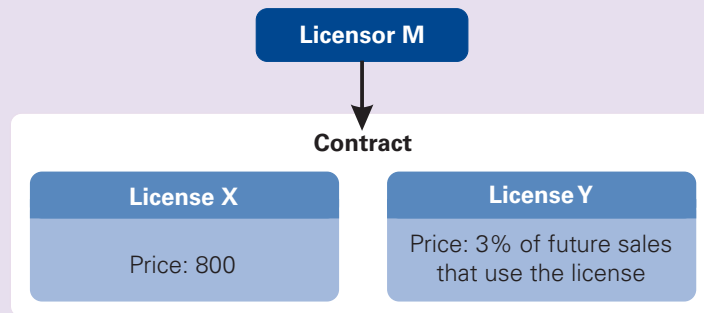 Licensor M
Contract
License X
Price: 800
License Y
Price: 3% of future sales
that use the license